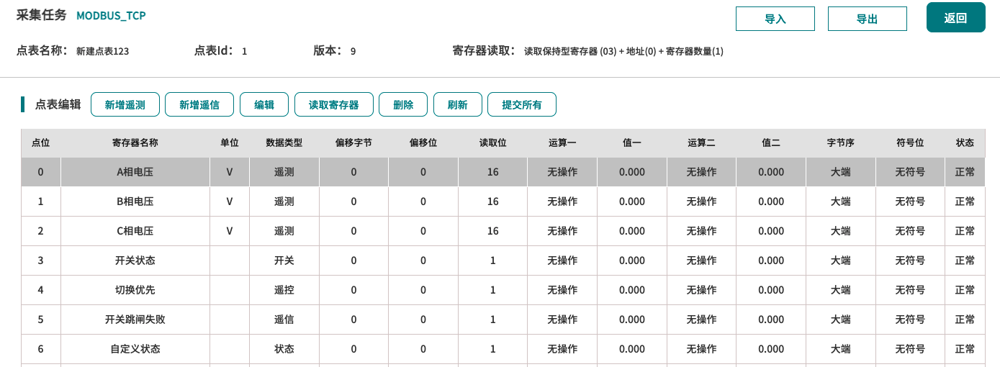 采集任务 MODBUS_TCP 导入 导出 返回
点表名称： 新建点表123 点表Id： 1 版本： 9 寄存器读取： 读取保持型寄存器 (03) + 地址(0) + 寄存器数量(1)
点表编辑 新增遥测 新增遥信 编辑 读取寄存器 删除 刷新 提交所有
点位 寄存器名称 单位 数据类型 偏移字节 偏移位 读取位 运算一 值一 运算二 值二 字节序 符号位 状态
0 A相电压 V 遥测 0 0 16 无操作 0.000 无操作 0.000 大端 无符号 正常
1 B相电压 V 遥测 0 0 16 无操作 0.000 无操作 0.000 大端 无符号 正常
2 C相电压 V 遥测 0 0 16 无操作 0.000 无操作 0.000 大端 无符号 正常
3 开关状态 开关 0 0 1 无操作 0.000 无操作 0.000 大端 无符号 正常
4 切换优先 遥控 0 0 1 无操作 0.000 无操作 0.000 大端 无符号 正常
5 开关跳闸失败 遥信 0 0 1 无操作 0.000 无操作 0.000 大端 无符号 正常
6 自定义状态 状态 0 0 1 无操作 0.000 无操作 0.000 大端 无符号 正常